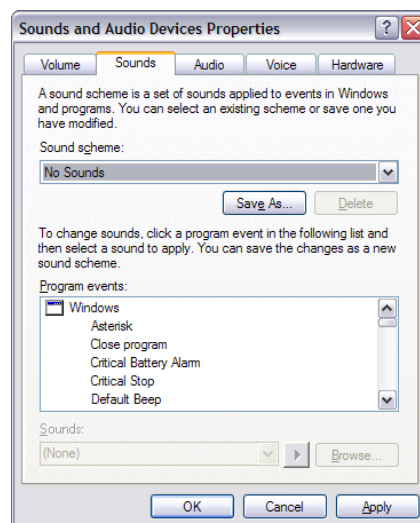 Sounds and Audio Devices Properties
Volume Sounds Audio Voice Hardware
A sound scheme is a set of sounds applied to events in Windows
and programs. You can select an existing scheme or save one you
have modified.
Sound scheme:
No Sounds
Save As... Delete
To change sounds, click a program event in the following list and
then select a sound to apply. You can save the changes as a new
sound scheme.
Program events:
Windows
Asterisk
Close program
Critical Battery Alarm
Critical Stop
Default Beep
Sounds:
(None) Browse...
OK Cancel Apply